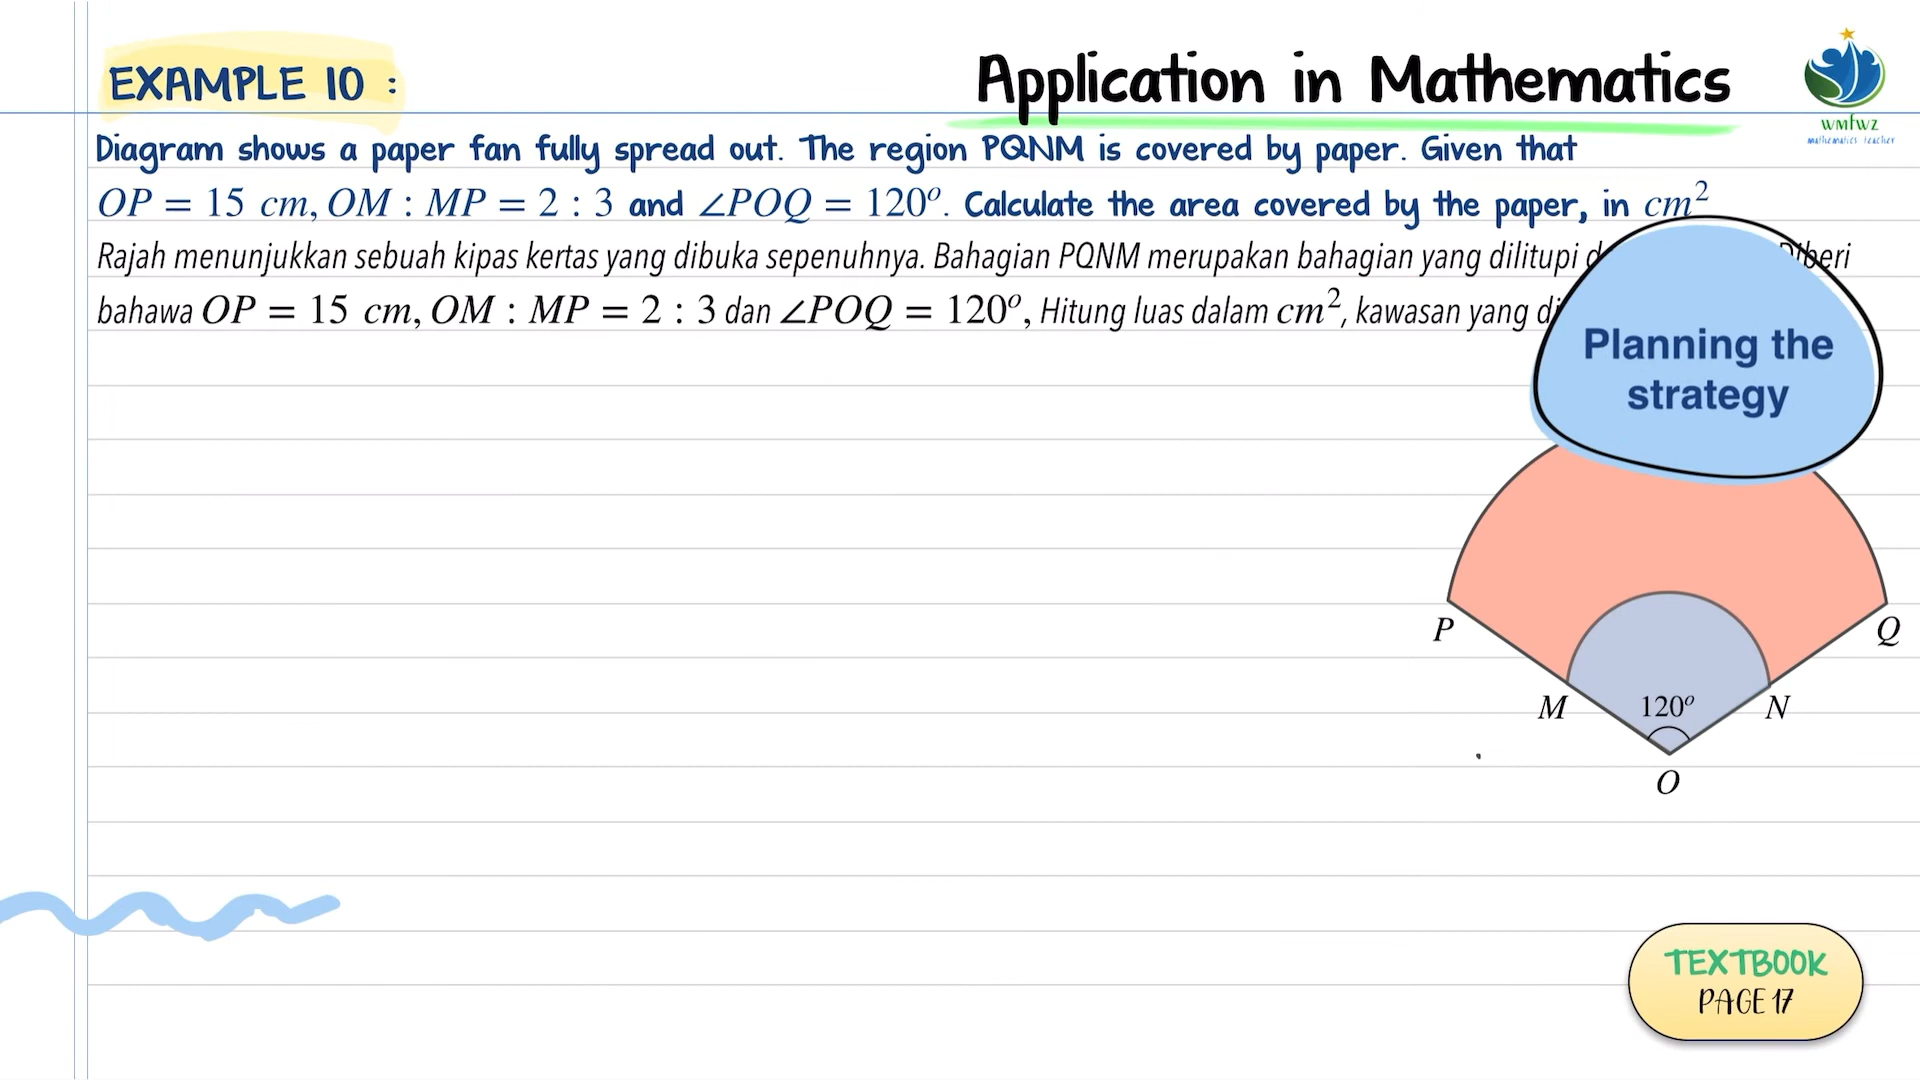 EXAMPLE 10 :
Application in Mathematics
WMFWZ
mathematics teacher
Diagram shows a paper fan fully spread out. The region PQNM is covered by paper. Given that
OP = 15 cm, OM : MP = 2 : 3 and ∠POQ = 120°. Calculate the area covered by the paper, in cm²
Rajah menunjukkan sebuah kipas kertas yang dibuka sepenuhnya. Bahagian PQNM merupakan bahagian yang dilitupi Diberi
bahawa OP = 15 cm, OM : MP = 2 : 3 dan ∠POQ = 120°, Hitung luas dalam cm², kawasan yang
Planning the
strategy
P
Q
M
120°
N
O
TEXTBOOK
PAGE 17